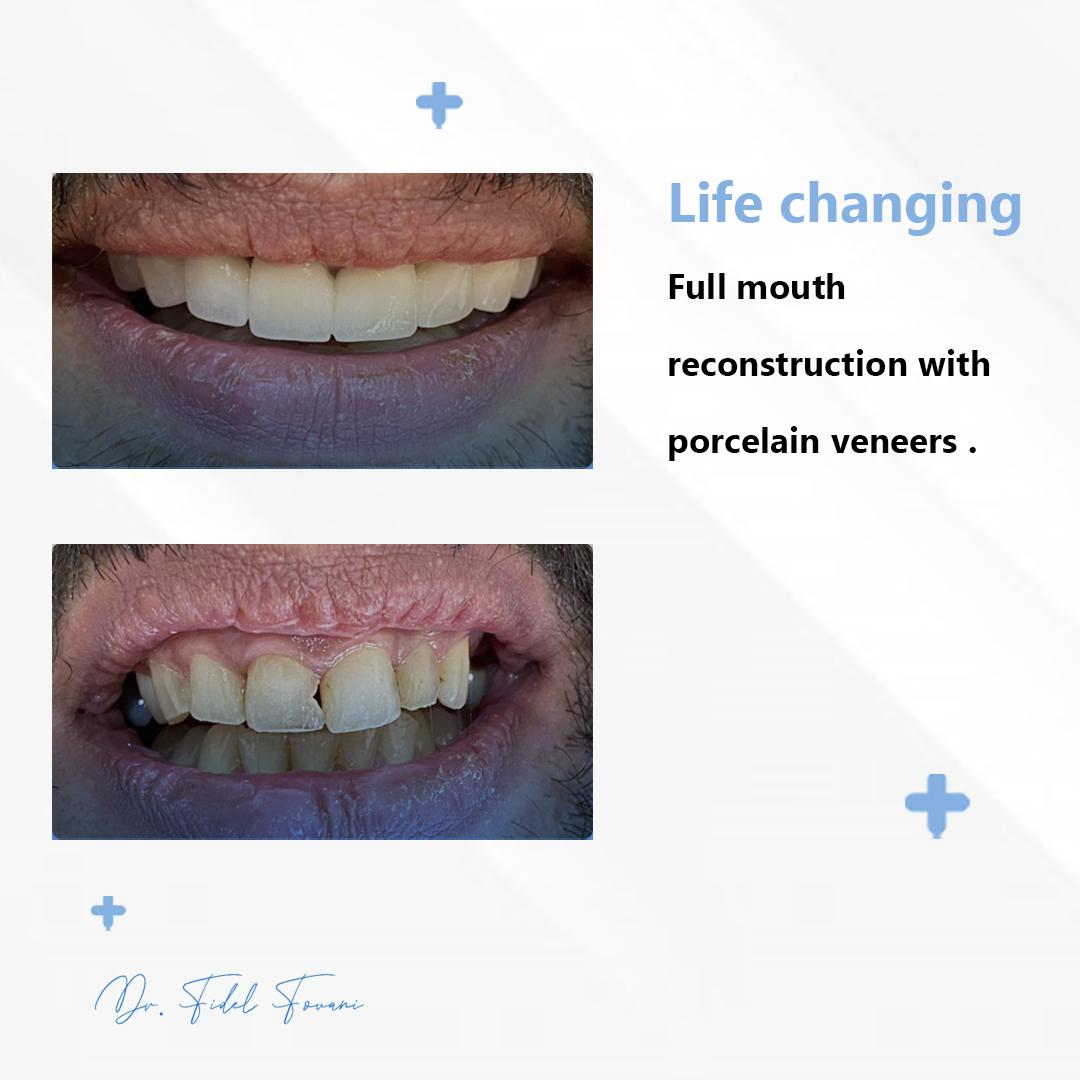 Life changing
Full mouth
reconstruction with
porcelain veneers .
Dr. Fidel Fovani